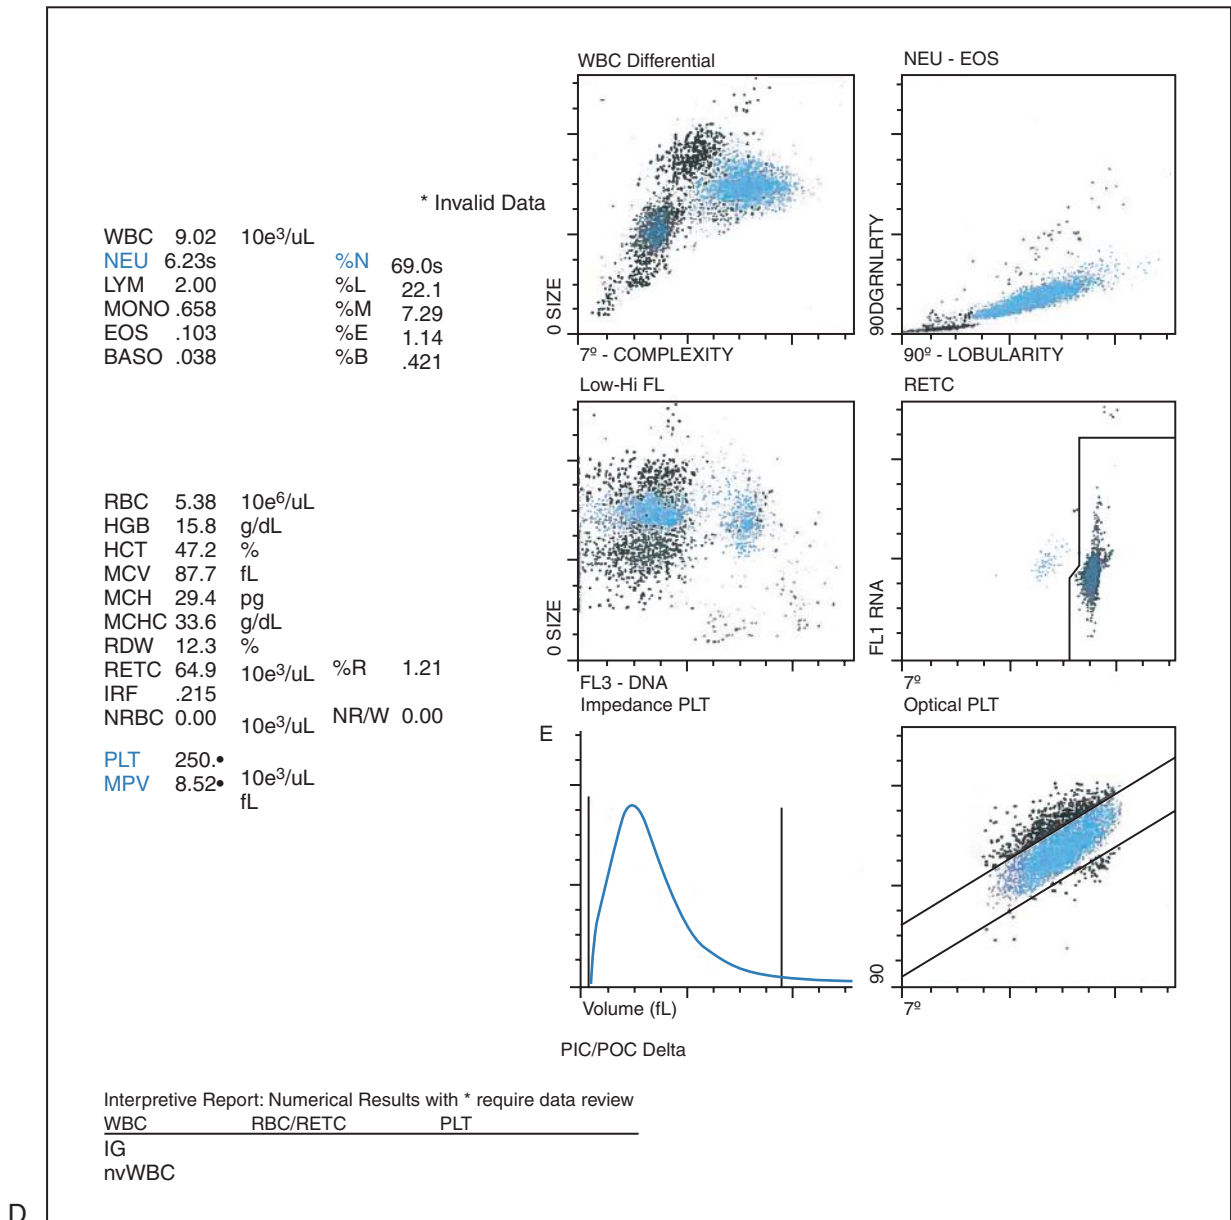 WBC Differential
NEU - EOS
* Invalid Data
WBC 9.02 10e³/uL
NEU 6.23s %N 69.0s
LYM 2.00 %L 22.1
MONO .658 %M 7.29
EOS .103 %E 1.14
BASO .038 %B .421
0 SIZE
7º - COMPLEXITY
90DGRNLRTY
90º - LOBULARITY
Low-Hi FL
RETC
RBC 5.38 10e⁶/uL
HGB 15.8 g/dL
HCT 47.2 %
MCV 87.7 fL
MCH 29.4 pg
MCHC 33.6 g/dL
RDW 12.3 %
RETC 64.9 10e³/uL %R 1.21
IRF .215
NRBC 0.00 10e³/uL NR/W 0.00
PLT 250.• 10e³/uL
MPV 8.52• fL
0 SIZE
FL3 - DNA
FL1 RNA
7º
Impedance PLT
Optical PLT
E
Volume (fL)
90
7º
PIC/POC Delta
Interpretive Report: Numerical Results with * require data review
WBC RBC/RETC PLT
IG
nvWBC
D